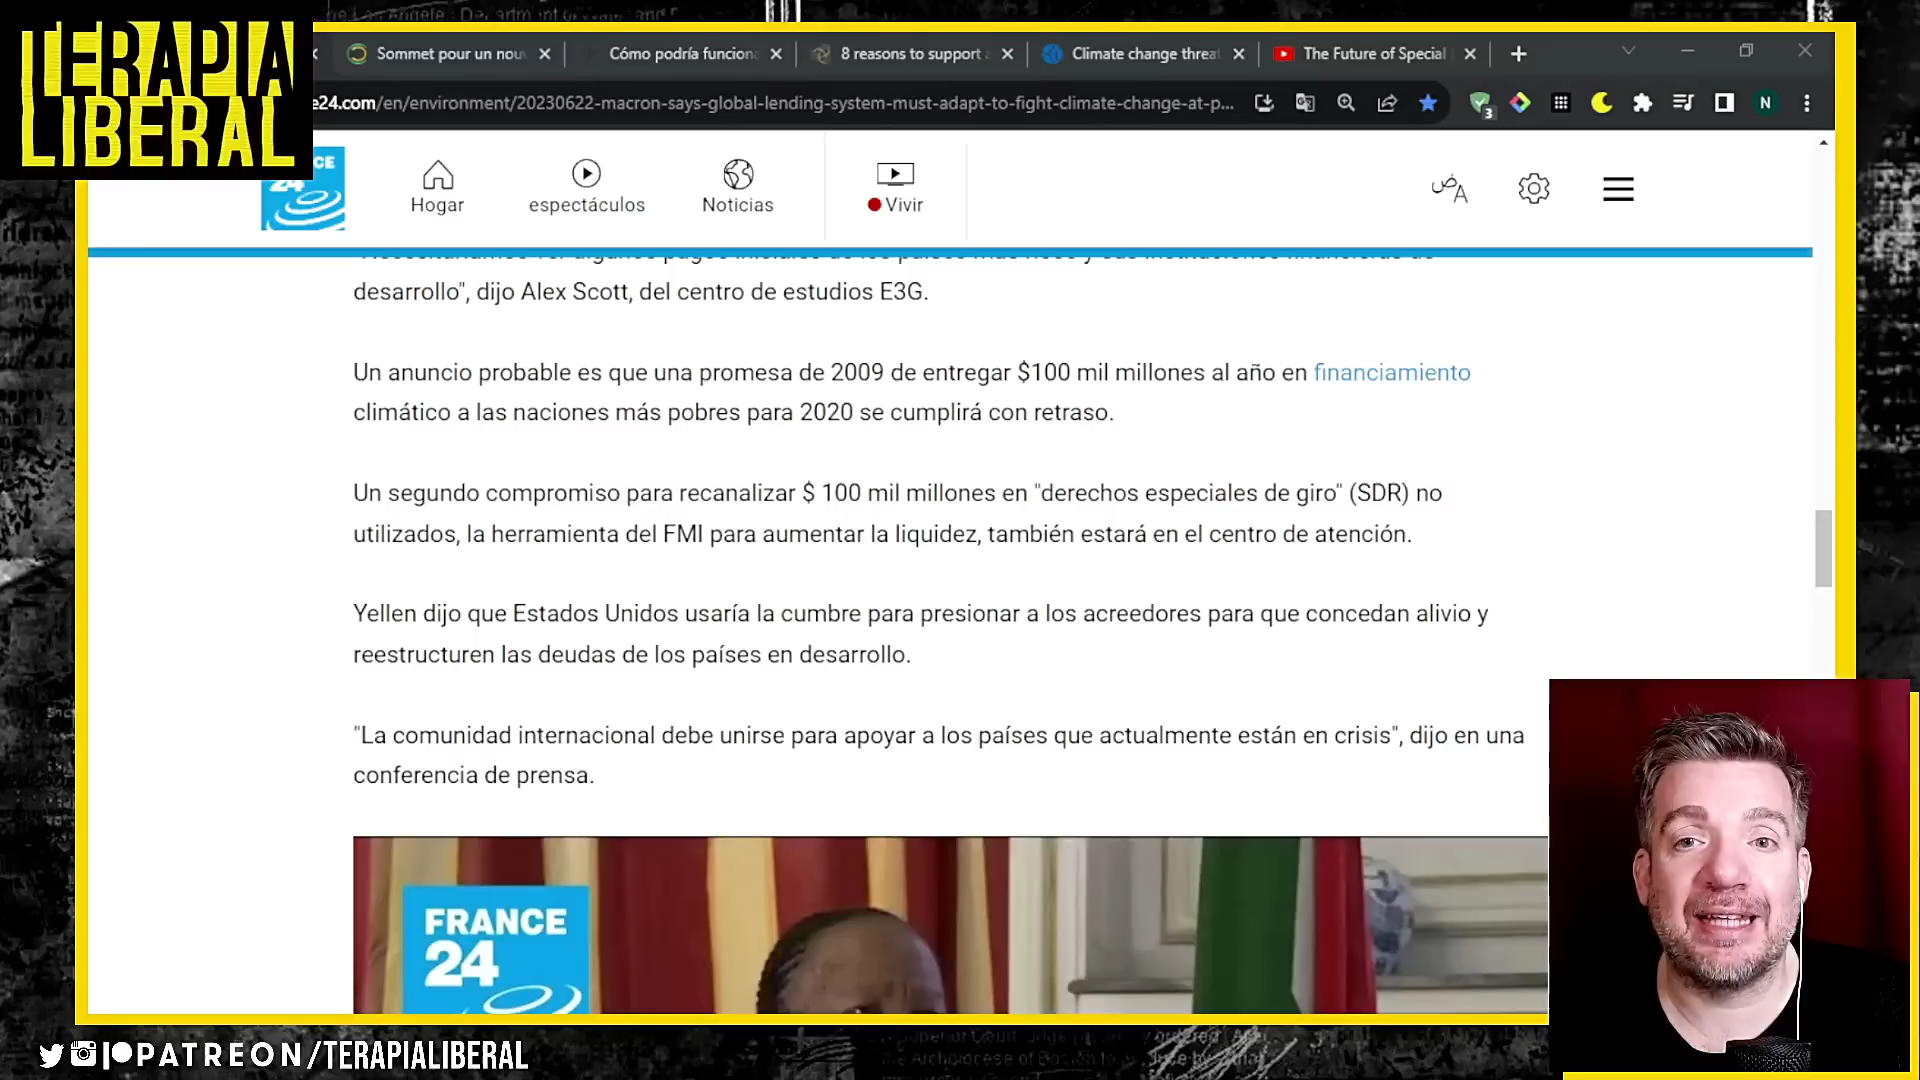 TERAPIA
LIBERAL
Sommet pour un nou
Cómo podría funcion
8 reasons to support
Climate change threat
The Future of Special
e24.com/en/environment/20230622-macron-says-global-lending-system-must-adapt-to-fight-climate-change-at-p...
3
N
CE
24
Hogar
espectáculos
Noticias
Vivir
desarrollo", dijo Alex Scott, del centro de estudios E3G.
Un anuncio probable es que una promesa de 2009 de entregar $100 mil millones al año en financiamiento
climático a las naciones más pobres para 2020 se cumplirá con retraso.
Un segundo compromiso para recanalizar $ 100 mil millones en "derechos especiales de giro" (SDR) no
utilizados, la herramienta del FMI para aumentar la liquidez, también estará en el centro de atención.
Yellen dijo que Estados Unidos usaría la cumbre para presionar a los acreedores para que concedan alivio y
reestructuren las deudas de los países en desarrollo.
"La comunidad internacional debe unirse para apoyar a los países que actualmente están en crisis", dijo en una
conferencia de prensa.
FRANCE
24
PATREON/TERAPIALIBERAL